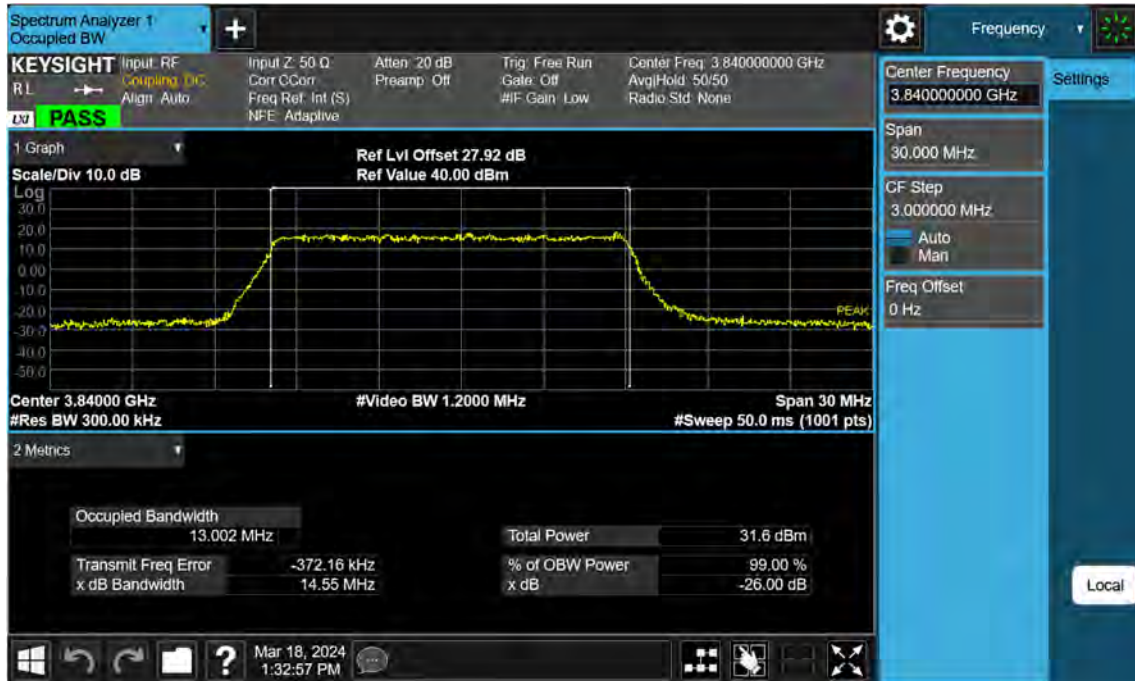 Spectrum Analyzer 1
Occupied BW
+
Frequency
KEYSIGHT
RL
LXI
PASS
Input: RF
Coupling: DC
Align: Auto
Input Z: 50 Ω
Corr CCorr
Freq Ref: Int (S)
NFE: Adaptive
Atten: 20 dB
Preamp: Off
Trig: Free Run
Gate: Off
#IF Gain: Low
Center Freq: 3.840000000 GHz
Avg|Hold: 50/50
Radio Std: None
Center Frequency
3.840000000 GHz
Settings
Span
30.000 MHz
CF Step
3.000000 MHz
Auto
Man
Freq Offset
0 Hz
1 Graph
Scale/Div 10.0 dB
Ref Lvl Offset 27.92 dB
Ref Value 40.00 dBm
Log
30.0
20.0
10.0
0.00
-10.0
-20.0
-30.0
-40.0
-50.0
PEAK
Center 3.84000 GHz
#Video BW 1.2000 MHz
Span 30 MHz
#Res BW 300.00 kHz
#Sweep 50.0 ms (1001 pts)
2 Metrics
Occupied Bandwidth
13.002 MHz
Total Power 31.6 dBm
Transmit Freq Error -372.16 kHz
% of OBW Power 99.00 %
x dB Bandwidth 14.55 MHz
x dB -26.00 dB
Local
?
Mar 18, 2024
1:32:57 PM